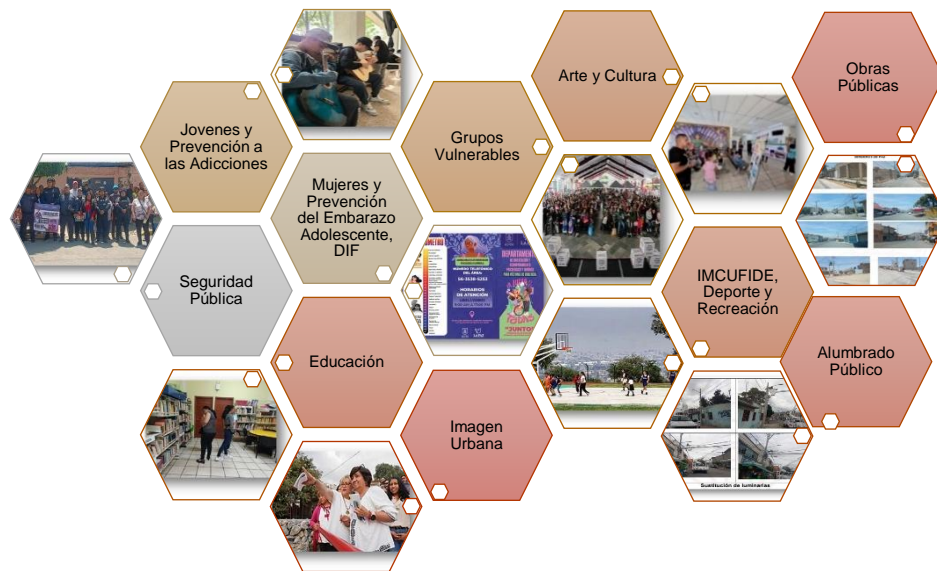 Arte y Cultura
Obras
Públicas
Jovenes y
Prevención a
las Adicciones
Grupos
Vulnerables
Mujeres y
Prevención
del Embarazo
Adolescente,
DIF
Seguridad
Pública
IMCUFIDE,
Deporte y
Recreación
Educación
Alumbrado
Público
Imagen
Urbana
HORARIOS
DE ATENCIÓN
JUNTO
Sustitución de luminarias